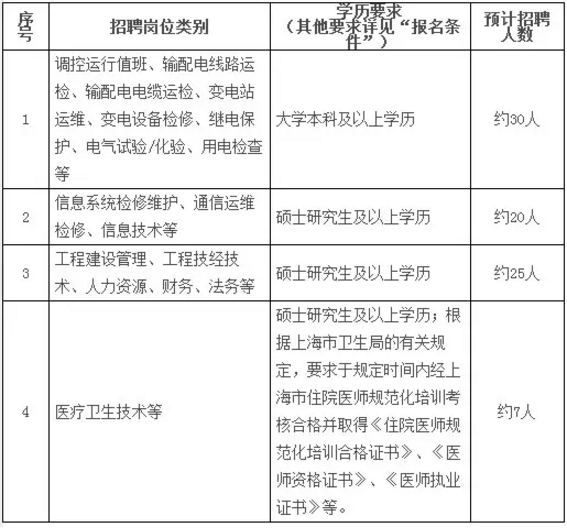 序号
招聘岗位类别
学历要求
（其他要求详见“报名条
件”）
预计招聘
人数
1
调控运行值班、输配电线路运
检、输配电电缆运检、变电站
运维、变电设备检修、继电保
护、电气试验/化验、用电检查
等
大学本科及以上学历
约30人
2
信息系统检修维护、通信运维
检修、信息技术等
硕士研究生及以上学历
约20人
3
工程建设管理、工程技经技
术、人力资源、财务、法务等
硕士研究生及以上学历
约25人
4
医疗卫生技术等
硕士研究生及以上学历；根
据上海市卫生局的有关规
定，要求于规定时间内经上
海市住院医师规范化培训考
核合格并取得《住院医师规
范化培训合格证书》、《医
师资格证书》、《医师执业
证书》等。
约7人